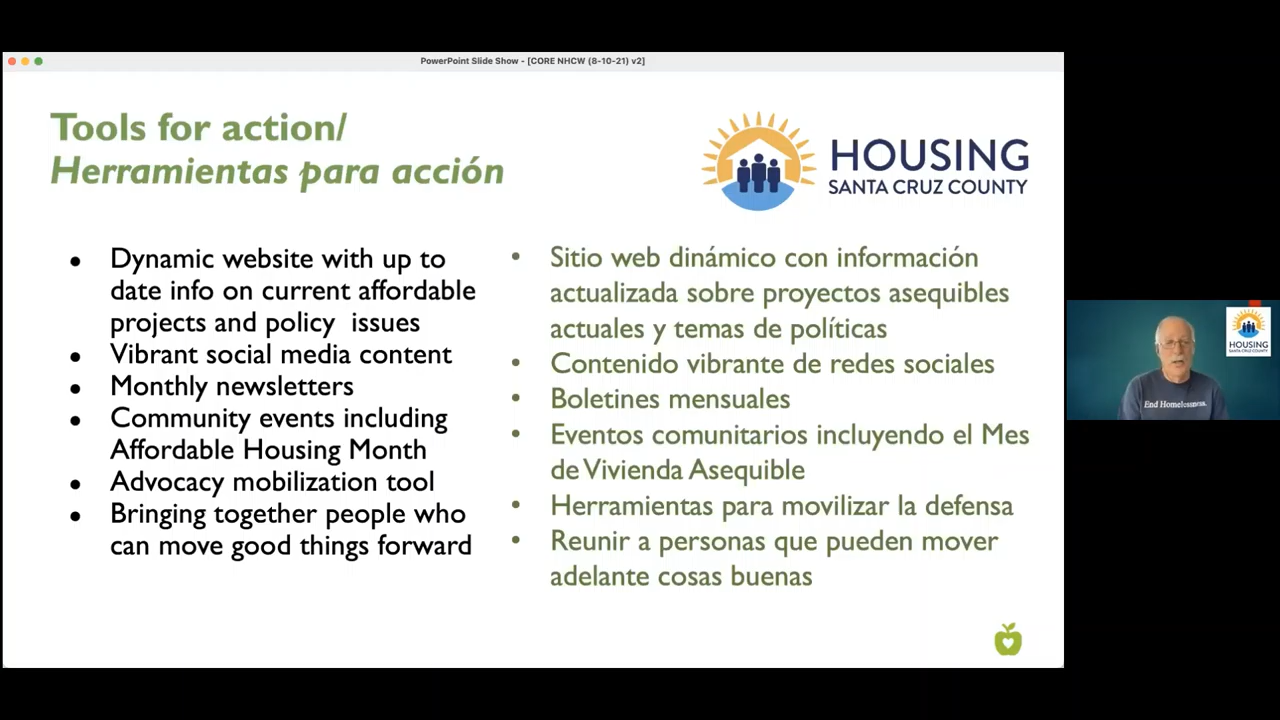 PowerPoint Slide Show - [CORE NHCW (8-10-21) v2]
Tools for action/
Herramientas para acción
HOUSING
SANTA CRUZ COUNTY
• Dynamic website with up to
date info on current affordable
projects and policy issues
• Vibrant social media content
• Monthly newsletters
• Community events including
Affordable Housing Month
• Advocacy mobilization tool
• Bringing together people who
can move good things forward
• Sitio web dinámico con información
actualizada sobre proyectos asequibles
actuales y temas de políticas
• Contenido vibrante de redes sociales
• Boletines mensuales
• Eventos comunitarios incluyendo el Mes
de Vivienda Asequible
• Herramientas para movilizar la defensa
• Reunir a personas que pueden mover
adelante cosas buenas
HOUSING
SANTA CRUZ COUNTY
End Homelessness.